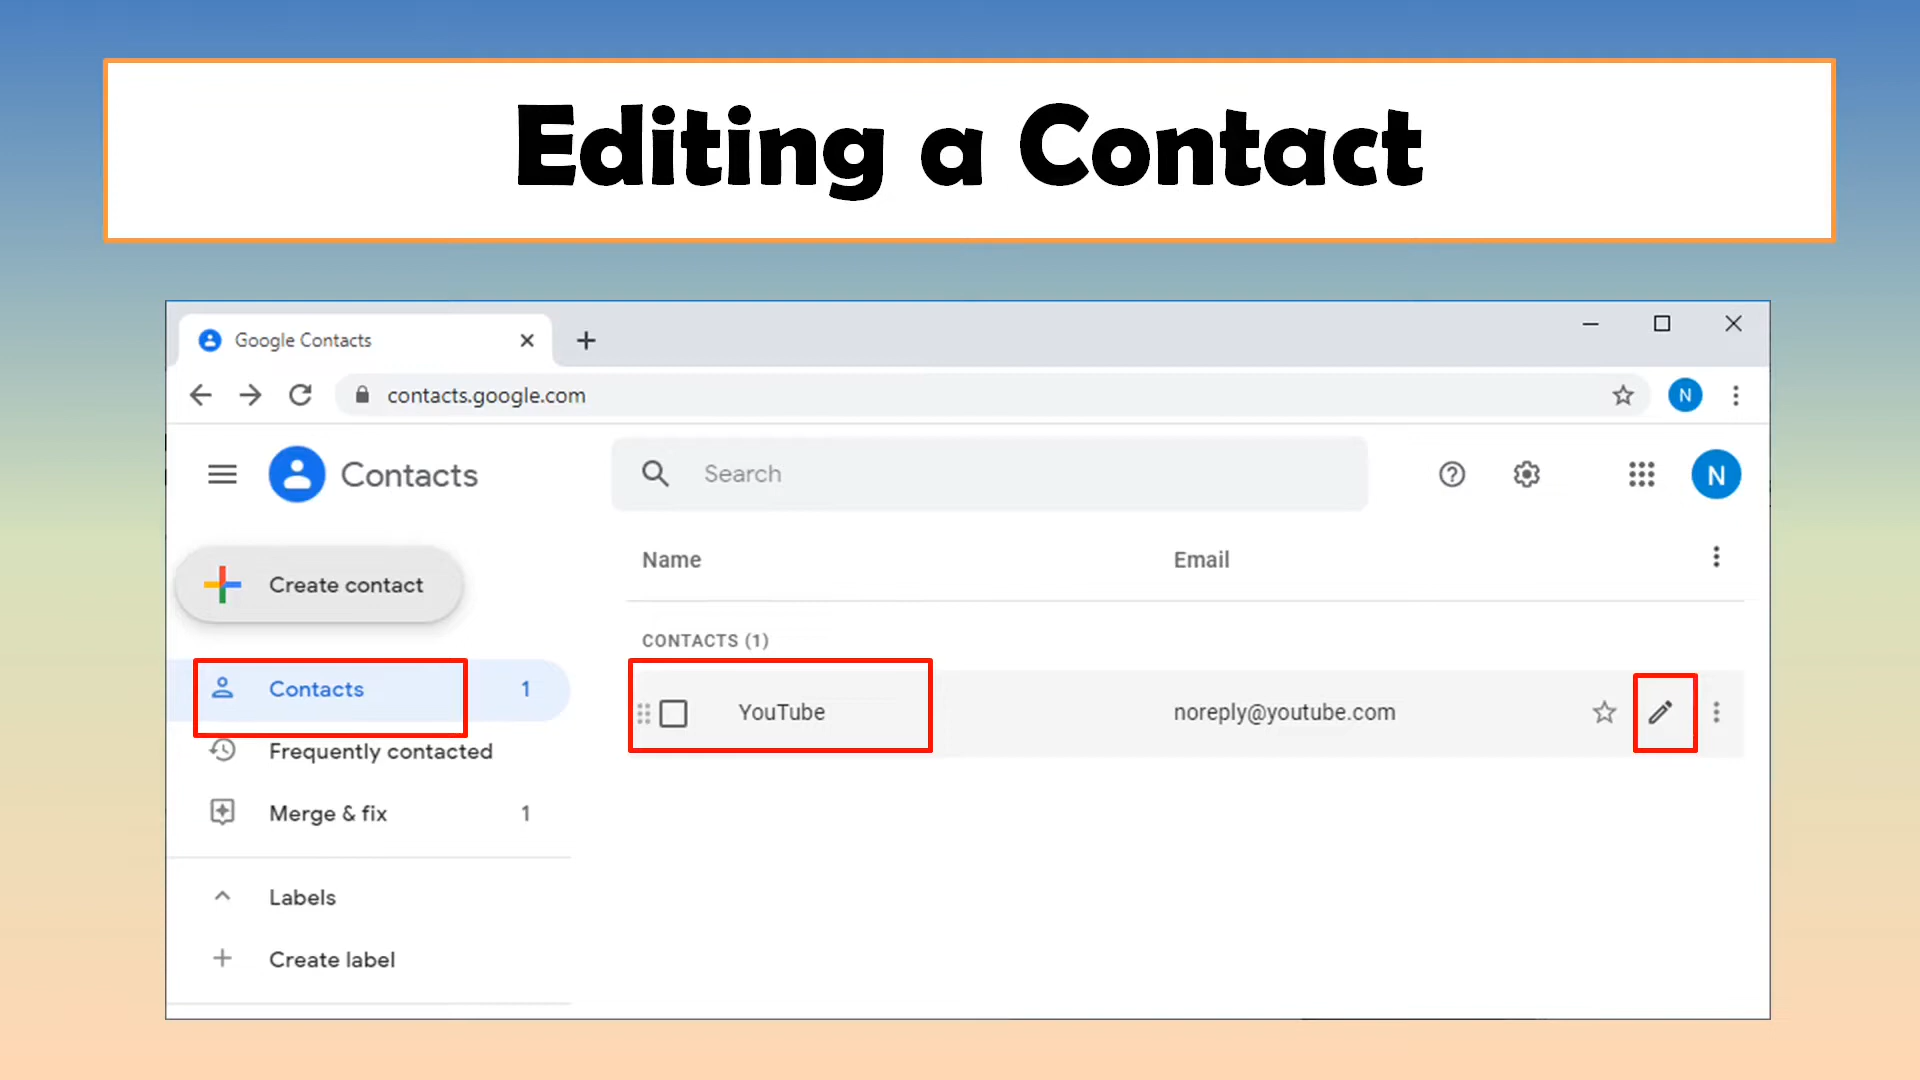 Editing a Contact
Google Contacts
contacts.google.com
N
Contacts
Search
N
Create contact
Name
Email
CONTACTS (1)
Contacts 1
YouTube
noreply@youtube.com
Frequently contacted
Merge & fix 1
Labels
Create label